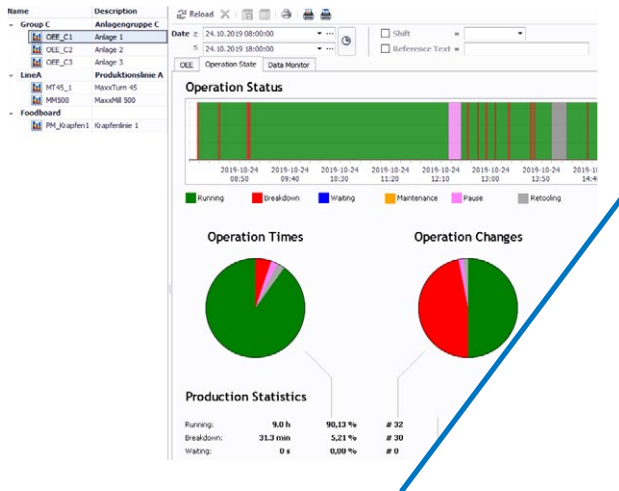 Name Description
Group C Anlagengruppe C
OEE_C1 Anlage 1
OEE_C2 Anlage 2
OEE_C3 Anlage 3
LineA Produktionslinie A
MT45_1 MaxxTurn 45
MM500 MaxxMill 500
Foodboard
PM_Krapfen1 Krapfenlinie 1
Reload
Date ≥ 24.10.2019 08:00:00 Shift =
≤ 24.10.2019 18:00:00 Reference Text =
OEE Operation State Data Monitor
Operation Status
2019-10-24 2019-10-24 2019-10-24 2019-10-24 2019-10-24 2019-10-24 2019-10-24 2019-10
08:50 09:40 10:30 11:20 12:10 13:00 13:50 14:4
Running Breakdown Waiting Maintenance Pause Retooling
Operation Times Operation Changes
Production Statistics
Running: 9.0 h 90,13 % # 32
Breakdown: 31.3 min 5,21 % # 30
Waiting: 0 s 0,00 % # 0